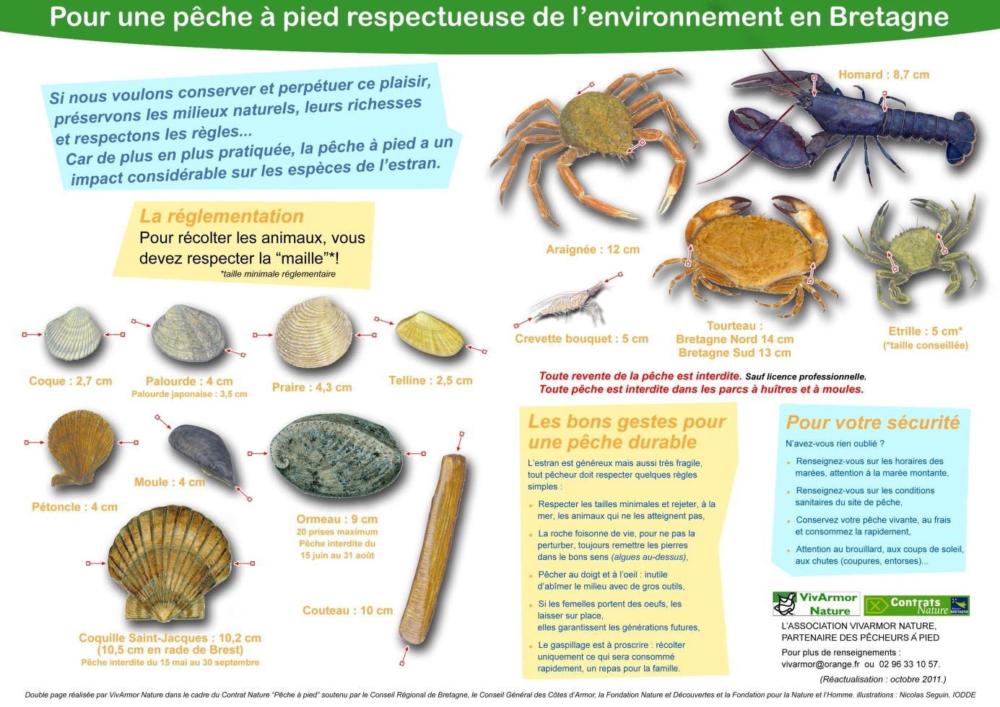 Pour une pêche à pied respectueuse de l'environnement en Bretagne
Si nous voulons conserver et perpétuer ce plaisir,
préservons les milieux naturels, leurs richesses
et respectons les règles...
Car de plus en plus pratiquée, la pêche à pied a un
impact considérable sur les espèces de l'estran.
La réglementation
Pour récolter les animaux, vous
devez respecter la "maille"*!
*taille minimale réglementaire
Homard : 8,7 cm
Araignée : 12 cm
Crevette bouquet : 5 cm
Tourteau :
Bretagne Nord 14 cm
Bretagne Sud 13 cm
Etrille : 5 cm*
(*taille conseillée)
Coque : 2,7 cm
Palourde : 4 cm
Palourde japonaise : 3,5 cm
Praire : 4,3 cm
Telline : 2,5 cm
Pétoncle : 4 cm
Moule : 4 cm
Ormeau : 9 cm
20 prises maximum
Pêche interdite du
15 juin au 31 août
Couteau : 10 cm
Coquille Saint-Jacques : 10,2 cm
(10,5 cm en rade de Brest)
Pêche interdite du 15 mai au 30 septembre
Toute revente de la pêche est interdite. Sauf licence professionnelle.
Toute pêche est interdite dans les parcs à huîtres et à moules.
Les bons gestes pour
une pêche durable
L'estran est généreux mais aussi très fragile,
tout pêcheur doit respecter quelques règles
simples :
• Respecter les tailles minimales et rejeter, à la
mer, les animaux qui ne les atteignent pas,
• La roche foisonne de vie, pour ne pas la
perturber, toujours remettre les pierres
dans le bons sens (algues au-dessus),
• Pêcher au doigt et à l'oeil : inutile
d'abîmer le milieu avec de gros outils,
• Si les femelles portent des oeufs, les
laisser sur place,
elles garantissent les générations futures,
• Le gaspillage est à proscrire : récolter
uniquement ce qui sera consommé
rapidement, un repas pour la famille.
Pour votre sécurité
N'avez-vous rien oublié ?
• Renseignez-vous sur les horaires des
marées, attention à la marée montante,
• Renseignez-vous sur les conditions
sanitaires du site de pêche,
• Conservez votre pêche vivante, au frais
et consommez la rapidement,
• Attention au brouillard, aux coups de soleil,
aux chutes (coupures, entorses)...
VivArmor
Nature
Contrats
Nature
BRETAGNE
L'ASSOCIATION VIVARMOR NATURE,
PARTENAIRE DES PÊCHEURS À PIED
Pour plus de renseignements :
vivarmor@orange.fr ou 02 96 33 10 57.
(Réactualisation : octobre 2011.)
Double page réalisée par VivArmor Nature dans le cadre du Contrat Nature "Pêche à pied" soutenu par le Conseil Régional de Bretagne, le Conseil Général des Côtes d'Armor, la Fondation Nature et Découvertes et la Fondation pour la Nature et l'Homme. illustrations : Nicolas Seguin, IODDE